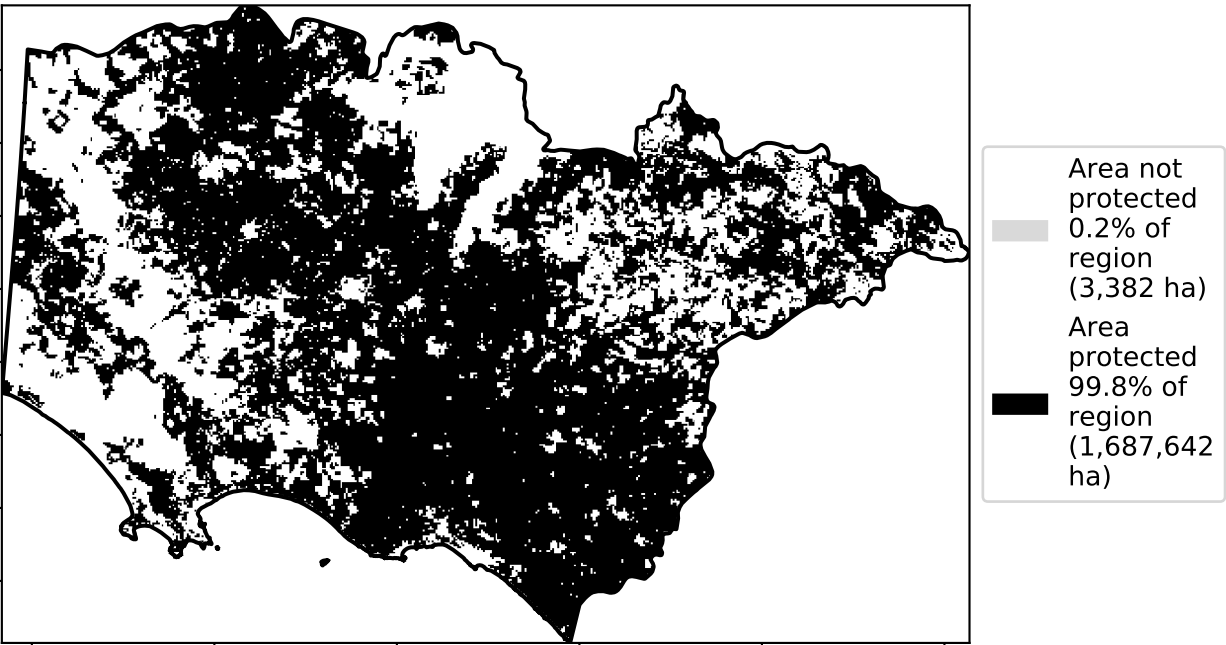 Area not
protected
0.2% of
region
(3,382 ha)
Area
protected
99.8% of
region
(1,687,642
ha)